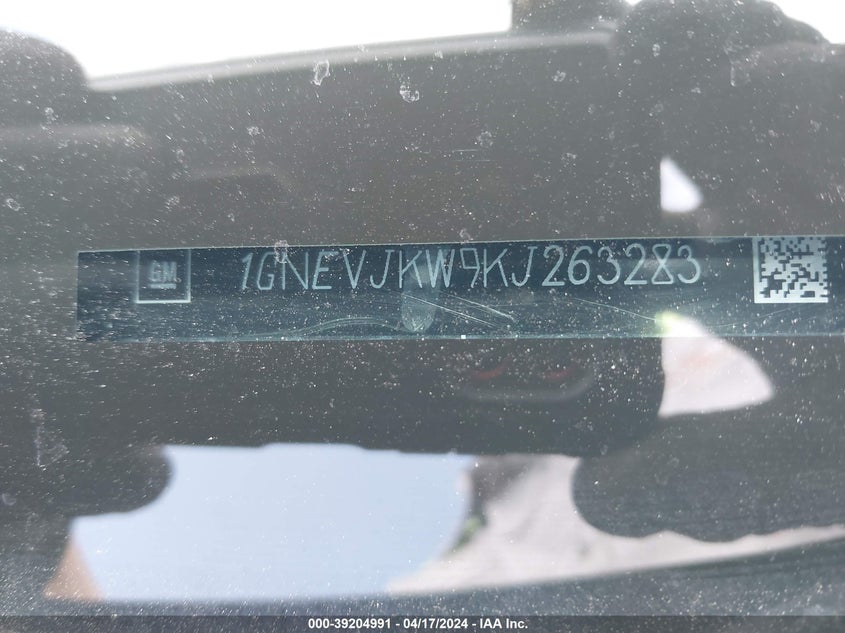 GM 1GNEVJKW9KJ263283
000-39204991 - 04/17/2024 - IAA Inc.